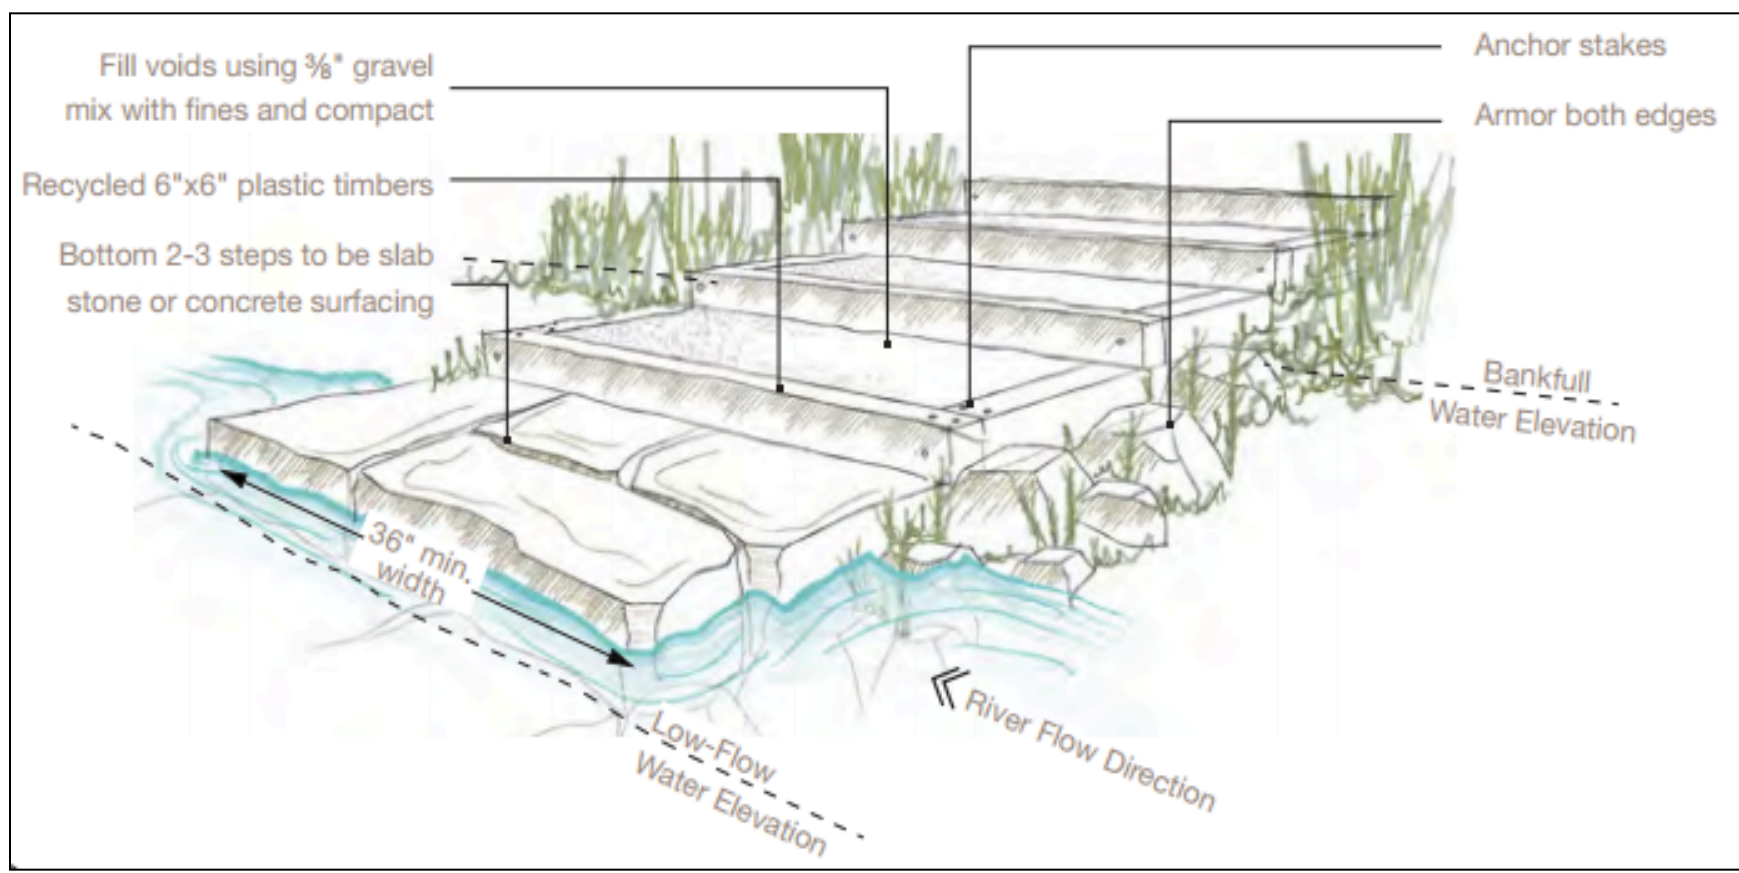 Fill voids using ⅜" gravel
mix with fines and compact
Recycled 6"x6" plastic timbers
Bottom 2-3 steps to be slab
stone or concrete surfacing
Anchor stakes
Armor both edges
Bankfull
Water Elevation
36" min.
width
River Flow Direction
Low-Flow
Water Elevation